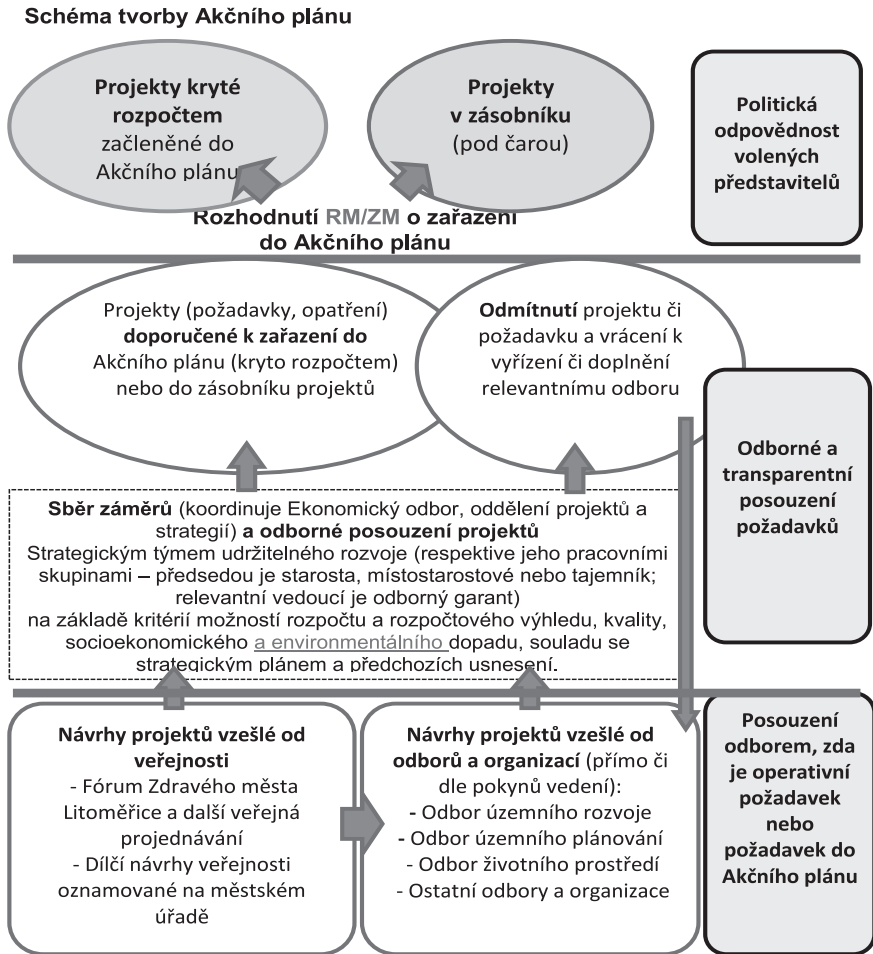 Schéma tvorby Akčního plánu
Projekty kryté
rozpočtem
začleněné do
Akčního plánu
Projekty
v zásobníku
(pod čarou)
Politická
odpovědnost
volených
představitelů
Rozhodnutí RM/ZM o zařazení
do Akčního plánu
Projekty (požadavky, opatření)
doporučené k zařazení do
Akčního plánu (kryto rozpočtem)
nebo do zásobníku projektů
Odmítnutí projektu či
požadavku a vrácení k
vyřízení či doplnění
relevantnímu odboru
Odborné a
transparentní
posouzení
požadavků
Sběr záměrů (koordinuje Ekonomický odbor, oddělení projektů a
strategií) a odborné posouzení projektů
Strategickým týmem udržitelného rozvoje (respektive jeho pracovními
skupinami – předsedou je starosta, místostarostové nebo tajemník;
relevantní vedoucí je odborný garant)
na základě kritérií možností rozpočtu a rozpočtového výhledu, kvality,
socioekonomického a environmentálního dopadu, souladu se
strategickým plánem a předchozích usnesení.
Návrhy projektů vzešlé od
veřejnosti
- Fórum Zdravého města
Litoměřice a další veřejná
projednávání
- Dílčí návrhy veřejnosti
oznamované na městském
úřadě
Návrhy projektů vzešlé od
odborů a organizací (přímo či
dle pokynů vedení):
- Odbor územního rozvoje
- Odbor územního plánování
- Odbor životního prostředí
- Ostatní odbory a organizace
Posouzení
odborem, zda
je operativní
požadavek
nebo
požadavek do
Akčního plánu